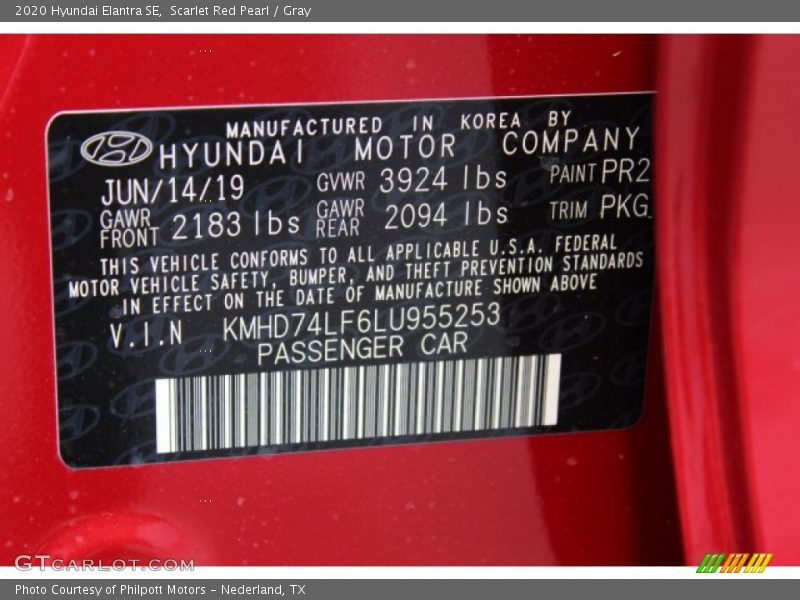 2020 Hyundai Elantra SE,  Scarlet Red Pearl / Gray
MANUFACTURED IN KOREA BY
HYUNDAI MOTOR COMPANY
JUN/14/19 GVWR 3924 lbs PAINT PR2
GAWR FRONT 2183 lbs GAWR REAR 2094 lbs TRIM PKG
THIS VEHICLE CONFORMS TO ALL APPLICABLE U.S.A. FEDERAL
MOTOR VEHICLE SAFETY, BUMPER, AND THEFT PREVENTION STANDARDS
IN EFFECT ON THE DATE OF MANUFACTURE SHOWN ABOVE
V.I.N KMHD74LF6LU955253
PASSENGER CAR
GTCARLOT.COM
Photo Courtesy of Philpott Motors - Nederland, TX